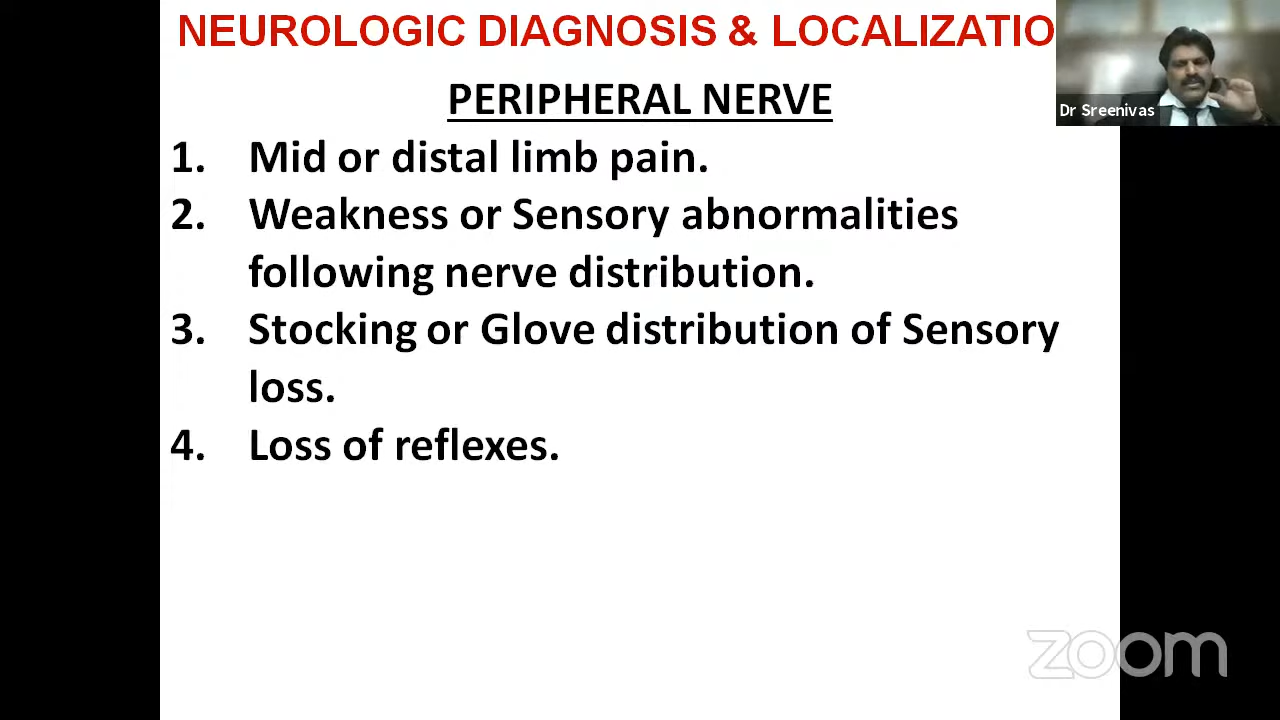 NEUROLOGIC DIAGNOSIS & LOCALIZATIO
Dr Sreenivas
PERIPHERAL NERVE
1. Mid or distal limb pain.
2. Weakness or Sensory abnormalities
following nerve distribution.
3. Stocking or Glove distribution of Sensory
loss.
4. Loss of reflexes.
zoom